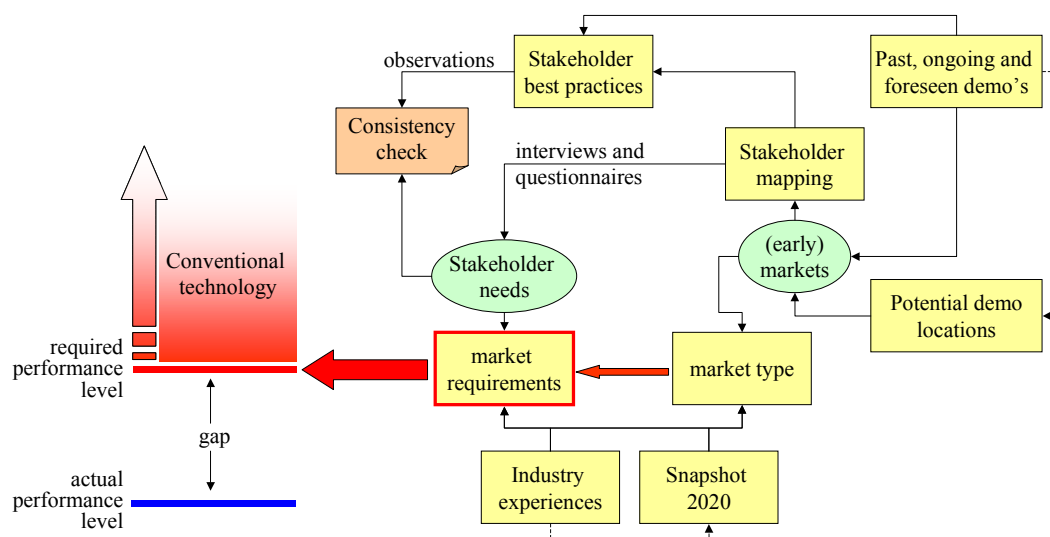 observations
Stakeholder
best practices
Past, ongoing and
foreseen demo's
Consistency
check
interviews and
questionnaires
Stakeholder
mapping
Conventional
technology
Stakeholder
needs
(early)
markets
Potential demo
locations
required
performance
level
market
requirements
market type
gap
actual
performance
level
Industry
experiences
Snapshot
2020